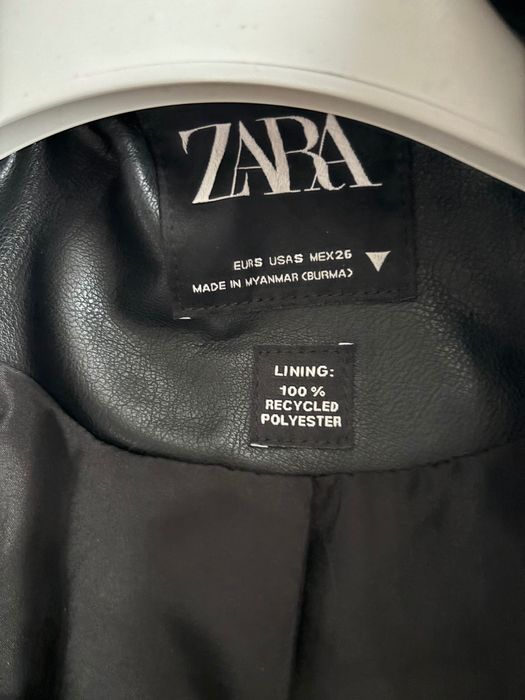 ZARA
EUR S USA S MEX 26
MADE IN MYANMAR (BURMA)
LINING:
100 %
RECYCLED
POLYESTER